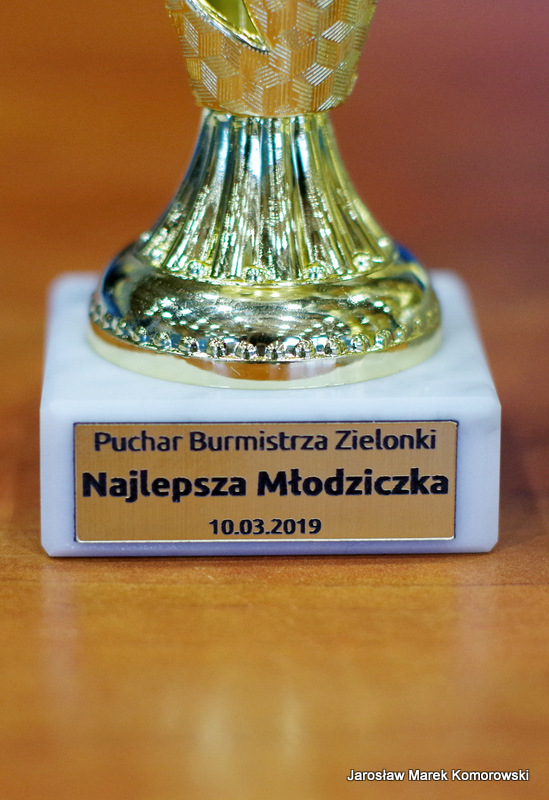 Puchar Burmistrza Zielonki
Najlepsza Młodziczka
10.03.2019
Jarosław Marek Komorowski